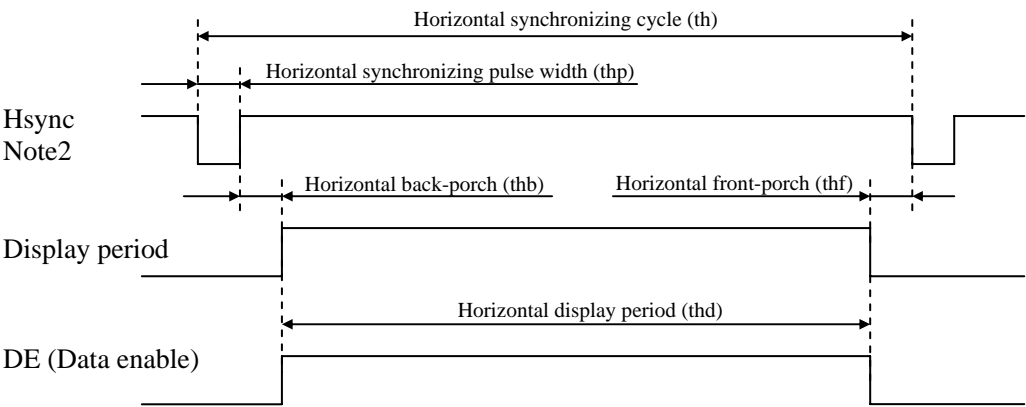 Horizontal synchronizing cycle (th)
Horizontal synchronizing pulse width (thp)
Hsync
Note2
Horizontal back-porch (thb)
Horizontal front-porch (thf)
Display period
Horizontal display period (thd)
DE (Data enable)